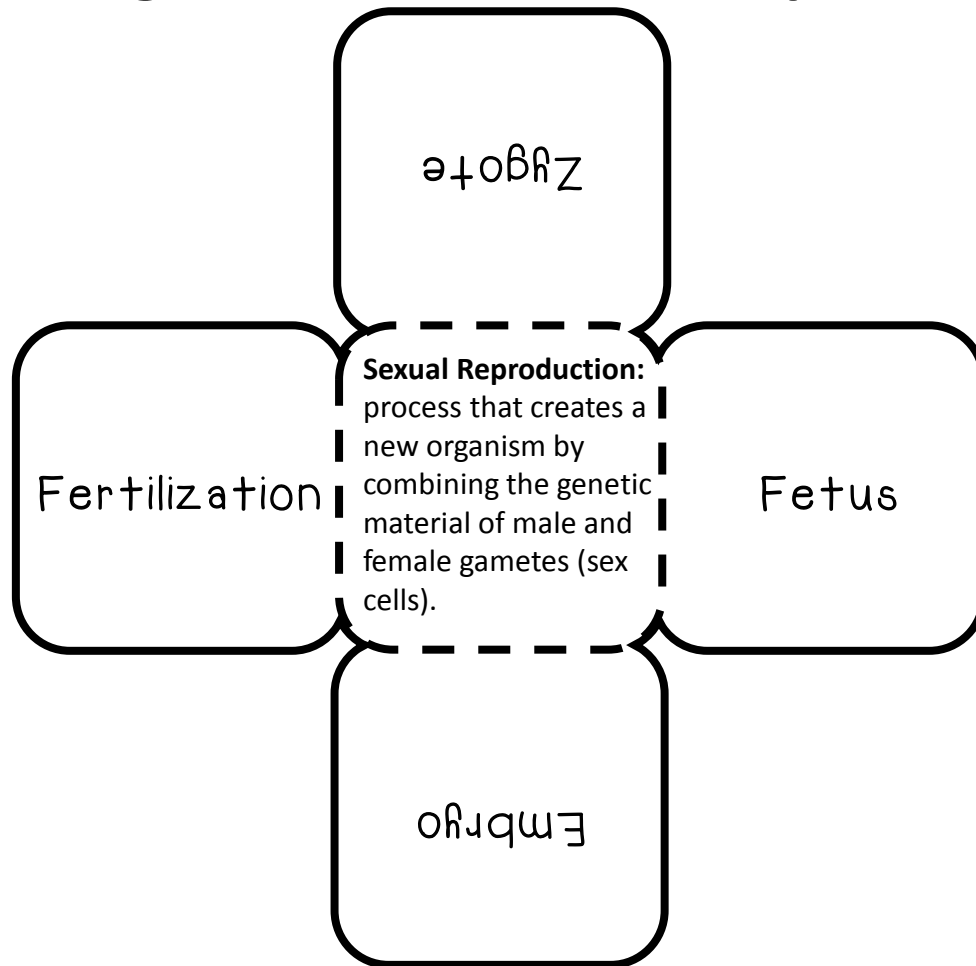 Zygote
Sexual Reproduction:
process that creates a
new organism by
combining the genetic
material of male and
female gametes (sex
cells).
Fertilization
Fetus
Embryo